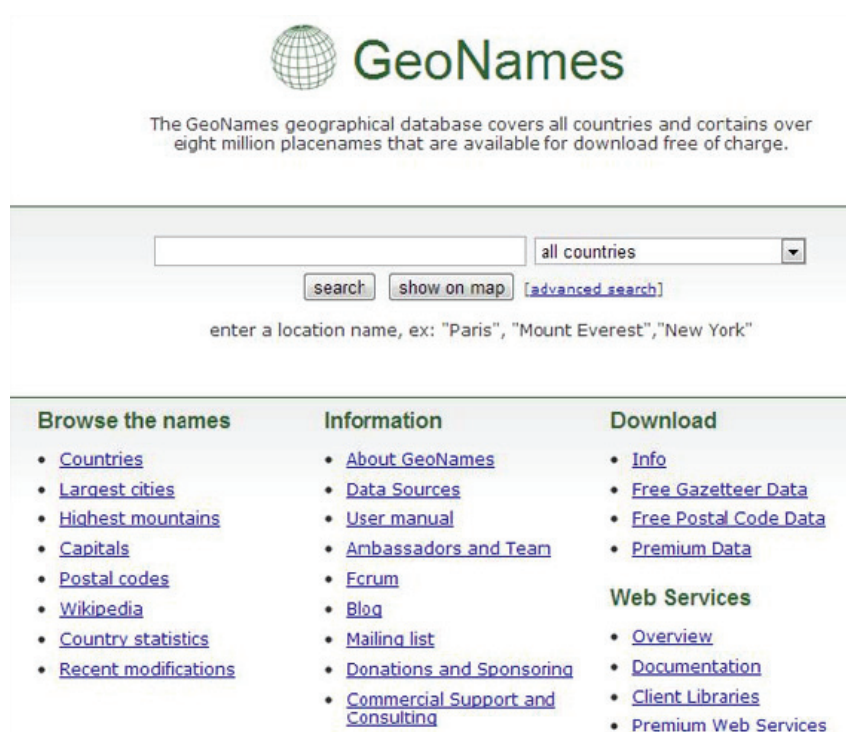 GeoNames
The GeoNames geographical database covers all countries and contains over
eight million placenames that are available for download free of charge.
all countries
search show on map [advanced search]
enter a location name, ex: "Paris", "Mount Everest","New York"
Browse the names
• Countries
• Largest cities
• Highest mountains
• Capitals
• Postal codes
• Wikipedia
• Country statistics
• Recent modifications
Information
• About GeoNames
• Data Sources
• User manual
• Ambassadors and Team
• Forum
• Blog
• Mailing list
• Donations and Sponsoring
• Commercial Support and
Consulting
Download
• Info
• Free Gazetteer Data
• Free Postal Code Data
• Premium Data
Web Services
• Overview
• Documentation
• Client Libraries
• Premium Web Services